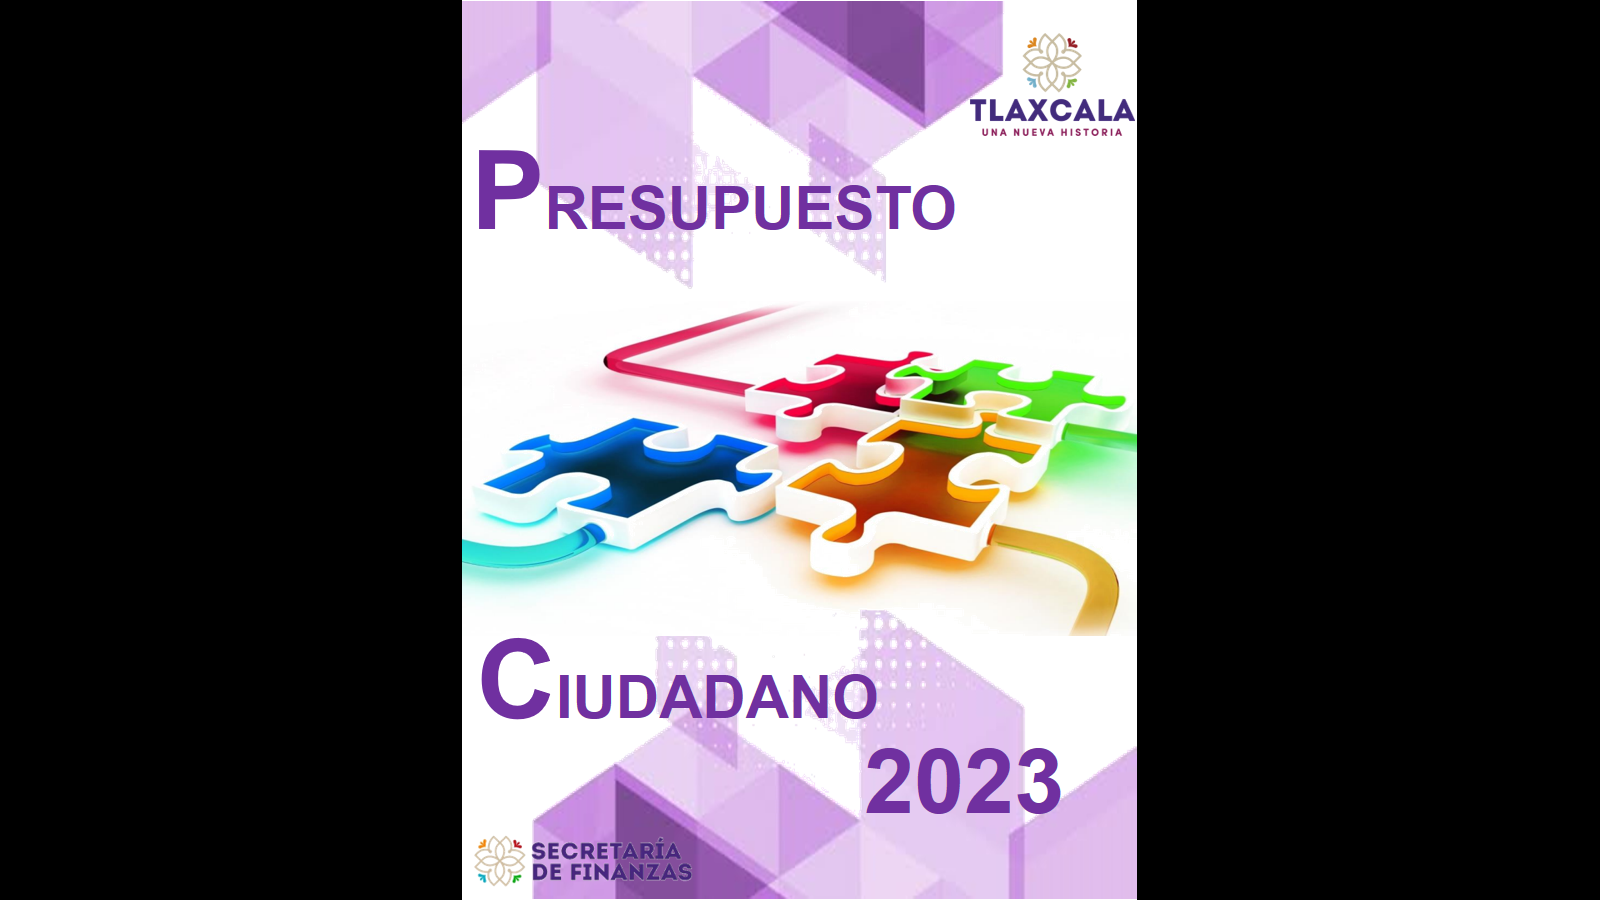 TLAXCALA
UNA NUEVA HISTORIA
PRESUPUESTO
CIUDADANO
2023
SECRETARÍA
DE FINANZAS